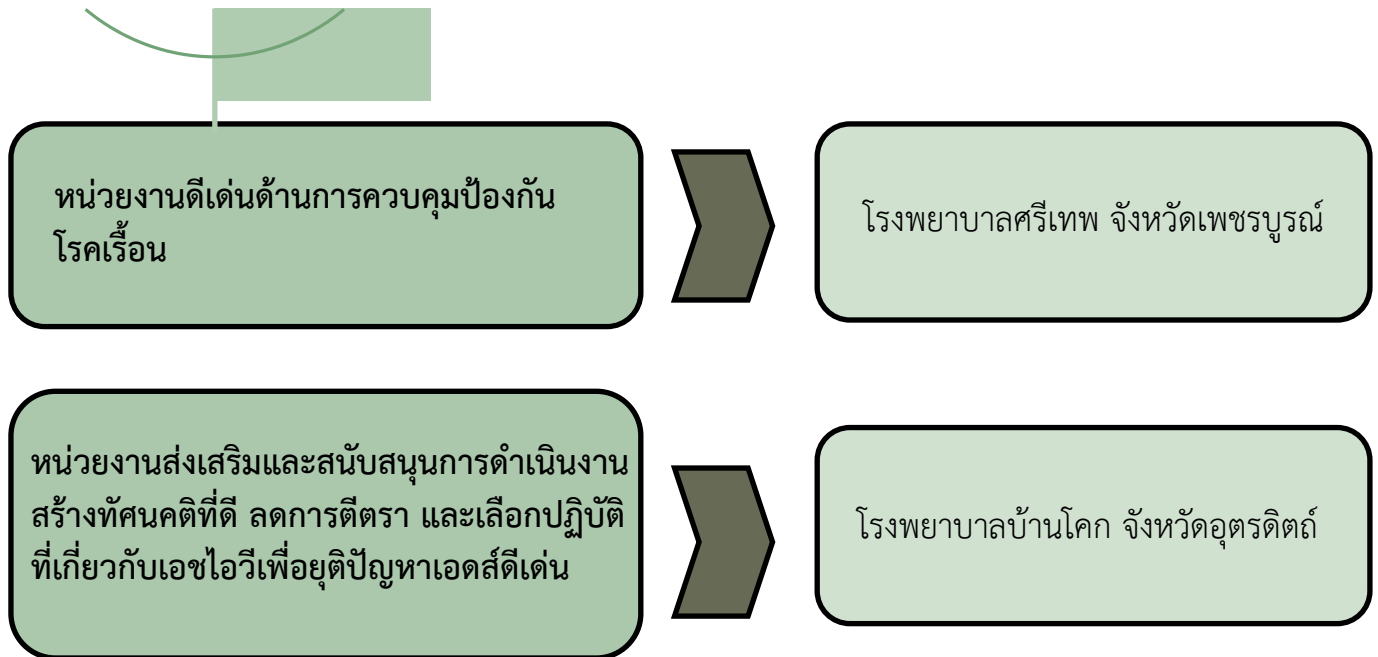 หน่วยงานดีเด่นด้านการควบคุมป้องกัน
โรคเรื้อน
โรงพยาบาลศรีเทพ จังหวัดเพชรบูรณ์
หน่วยงานส่งเสริมและสนับสนุนการดำเนินงาน
สร้างทัศนคติที่ดี ลดการตีตรา และเลือกปฏิบัติ
ที่เกี่ยวกับเอชไอวีเพื่อยุติปัญหาเอดส์ดีเด่น
โรงพยาบาลบ้านโคก จังหวัดอุตรดิตถ์